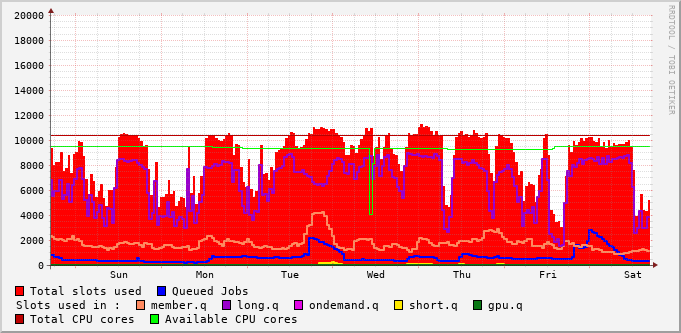 20000
18000
16000
14000
12000
10000
8000
6000
4000
2000
0
Sun Mon Tue Wed Thu Fri Sat
RRDTOOL / TOBI OETIKER
Total slots used Queued Jobs
Slots used in : member.q long.q ondemand.q short.q gpu.q
Total CPU cores Available CPU cores